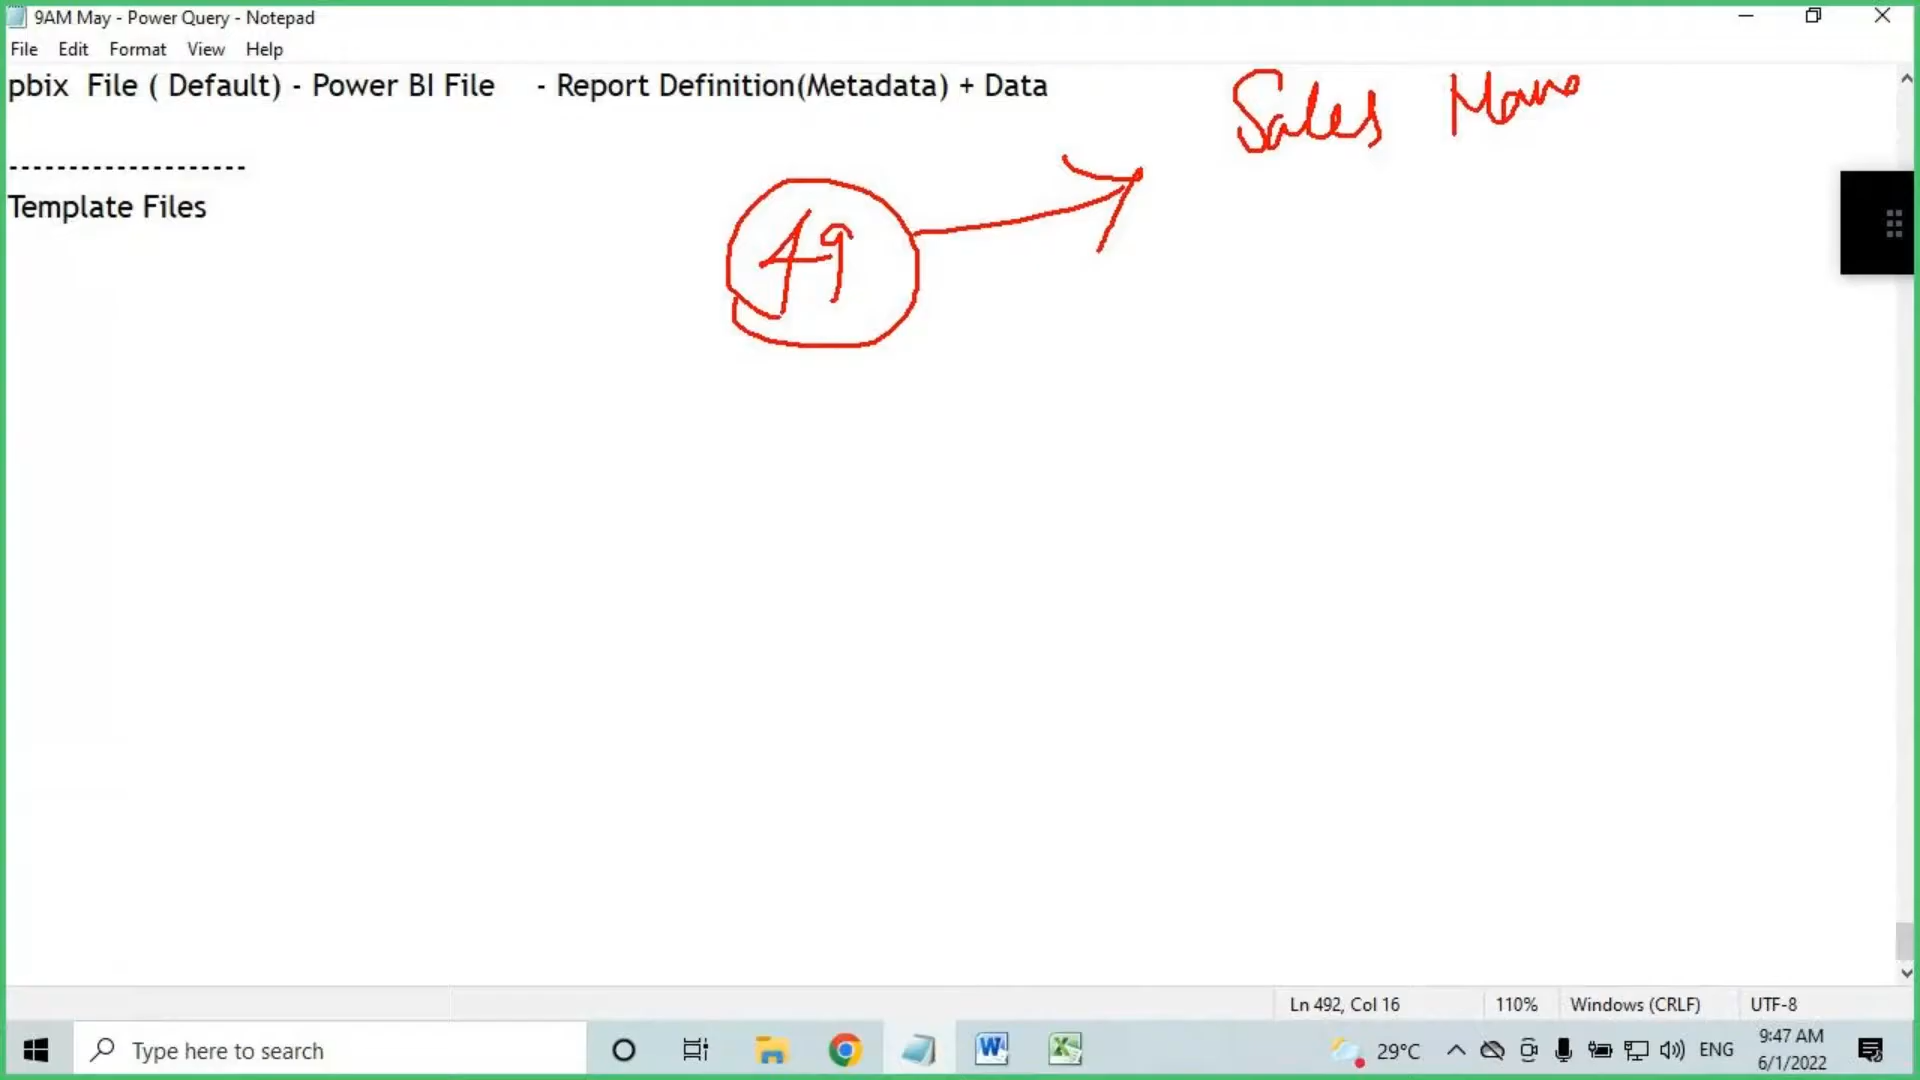 9AM May - Power Query - Notepad
File Edit Format View Help
pbix File ( Default) - Power BI File - Report Definition(Metadata) + Data
Sales
-------------------
Template Files
49
Ln 492, Col 16 110% Windows (CRLF) UTF-8
Type here to search
W
X
29°C
ENG
9:47 AM
6/1/2022